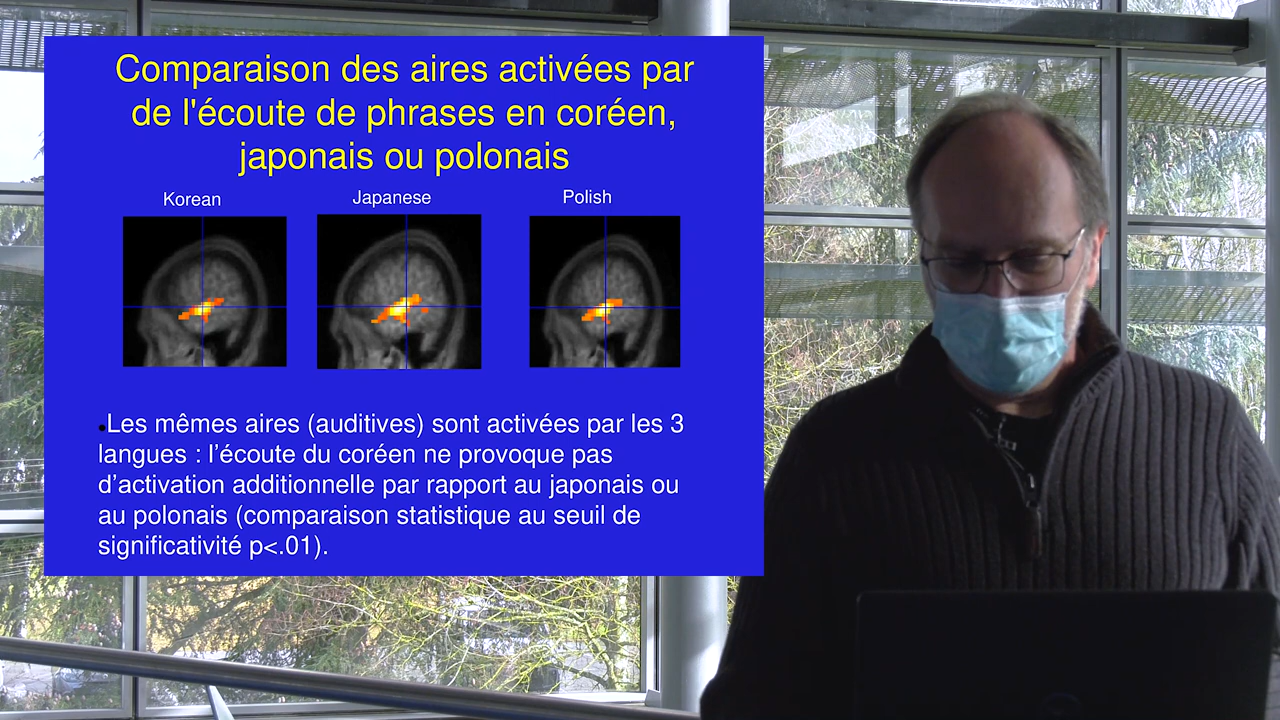 Comparaison des aires activées par
de l'écoute de phrases en coréen,
japonais ou polonais
Korean Japanese Polish
•Les mêmes aires (auditives) sont activées par les 3
langues : l’écoute du coréen ne provoque pas
d’activation additionnelle par rapport au japonais ou
au polonais (comparaison statistique au seuil de
significativité p<.01).